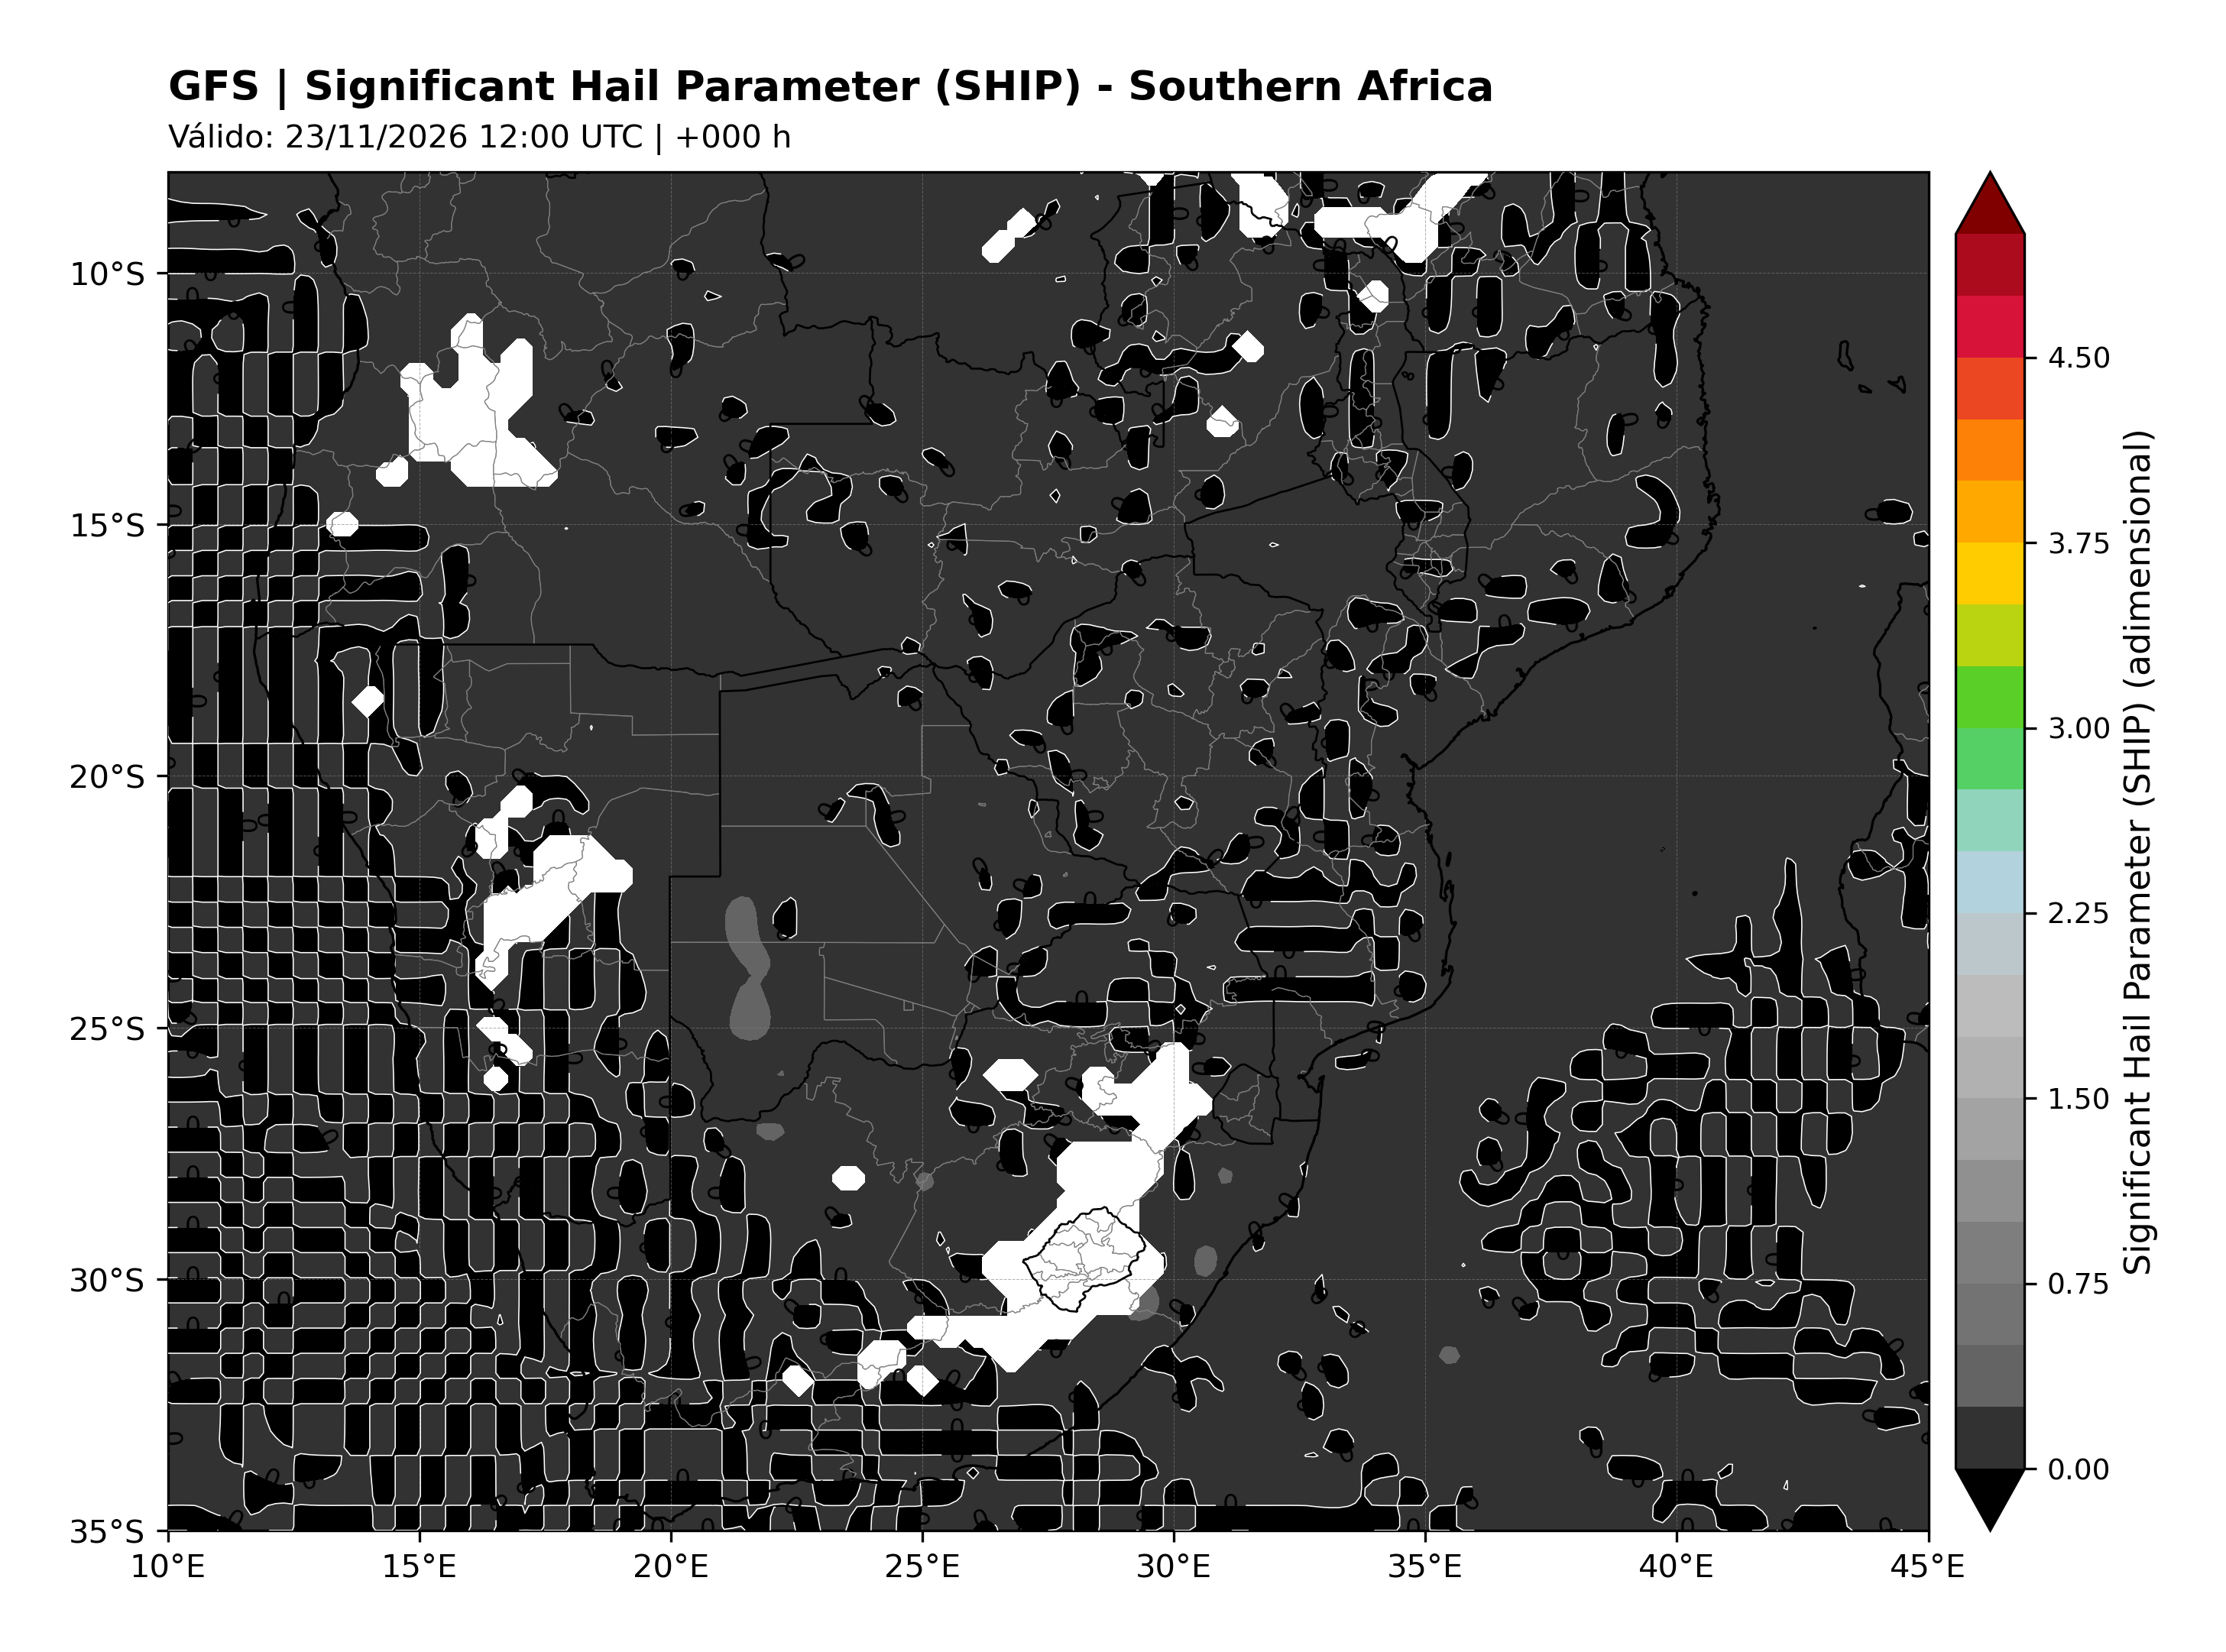 GFS | Significant Hail Parameter (SHIP) - Southern Africa
Válido: 23/11/2026 12:00 UTC | +000 h
10°S
15°S
20°S
25°S
30°S
35°S
10°E
15°E
20°E
25°E
30°E
35°E
40°E
45°E
4.50
3.75
3.00
2.25
1.50
0.75
0.00
Significant Hail Parameter (SHIP) (adimensional)